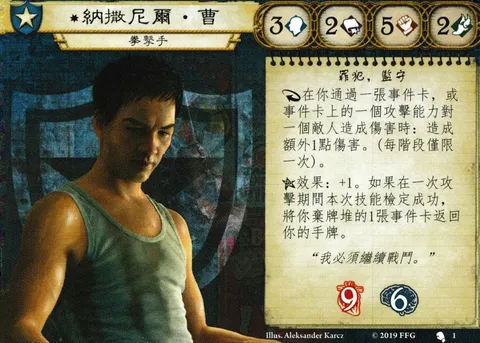 納撒尼爾·曹
拳擊手
3 2 5 2
罪犯，監守
在你通過一張事件卡，或
事件卡上的一個攻擊能力對
一個敵人造成傷害時：造成
額外1點傷害。(每階段僅限
一次)。
效果：+1。如果在一次攻
擊期間本次技能檢定成功，
將你棄牌堆的1張事件卡返回
你的手牌。
“我必須繼續戰鬥。”
9 6
Illus. Aleksander Karcz © 2019 FFG 1